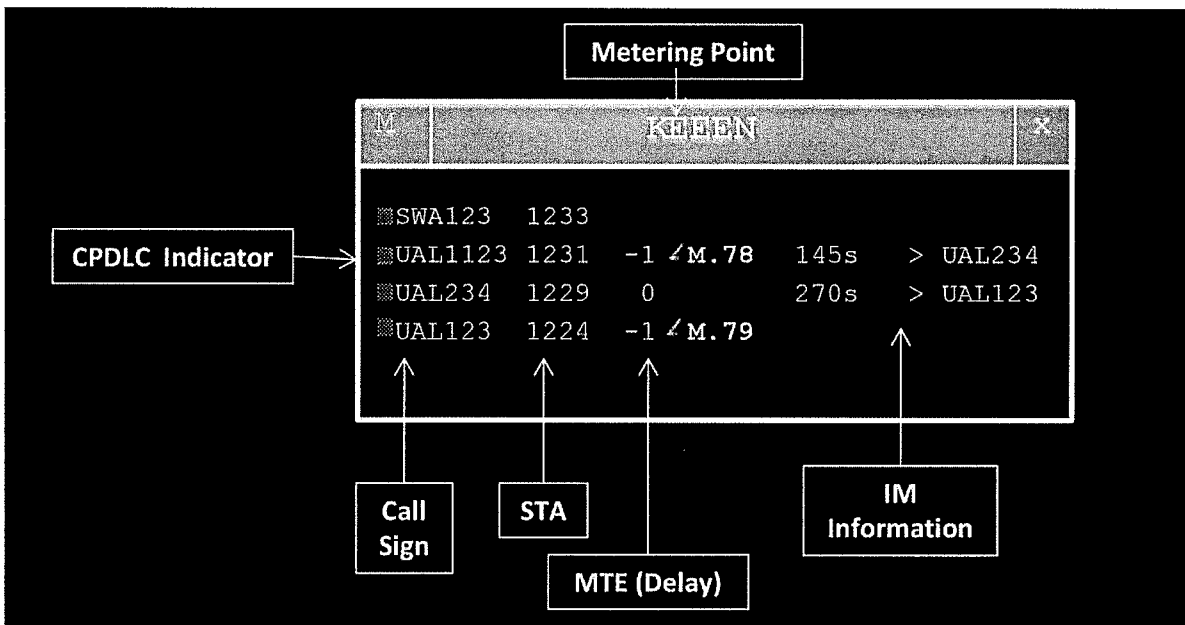 Metering Point
M KEEEN X
SWA123 1233
CPDLC Indicator
UAL1123 1231 -1 M.78 145s > UAL234
UAL234 1229 0 270s > UAL123
UAL123 1224 -1 M.79
Call Sign
STA
MTE (Delay)
IM Information